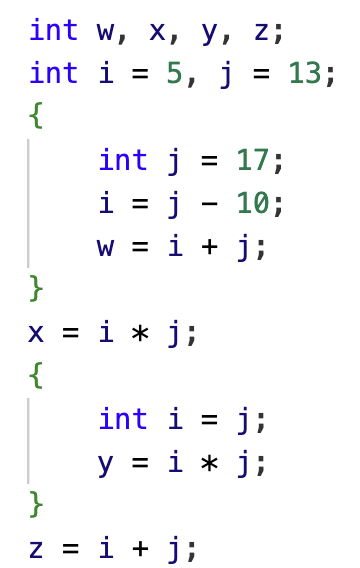 int w, x, y, z;
int i = 5, j = 13;
{
    int j = 17;
    i = j - 10;
    w = i + j;
}
x = i * j;
{
    int i = j;
    y = i * j;
}
z = i + j;